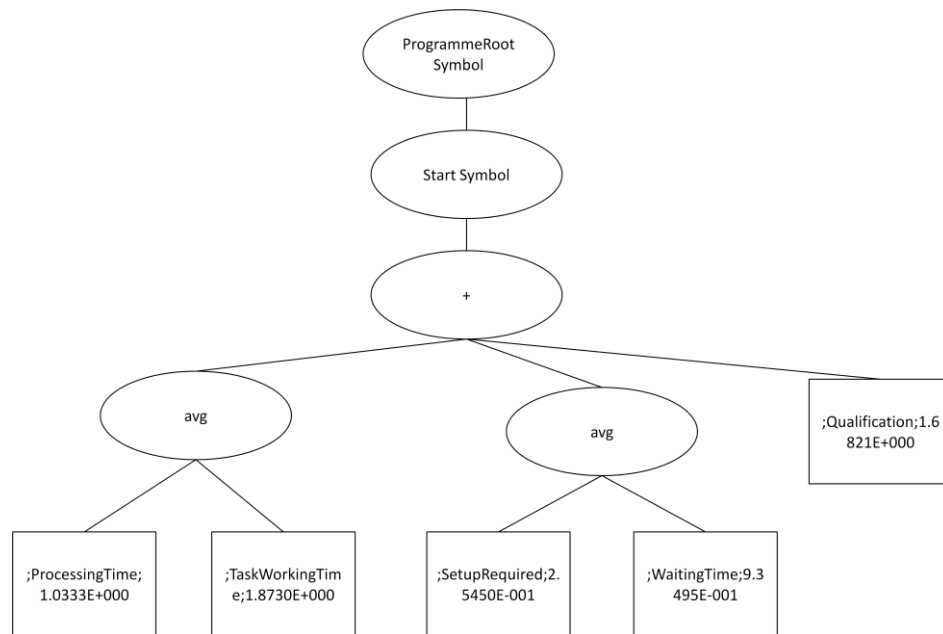 ProgrammeRoot
Symbol
Start Symbol
+
avg
avg
;Qualification;1.6
821E+000
;ProcessingTime;
1.0333E+000
;TaskWorkingTim
e;1.8730E+000
;SetupRequired;2.
5450E-001
;WaitingTime;9.3
495E-001